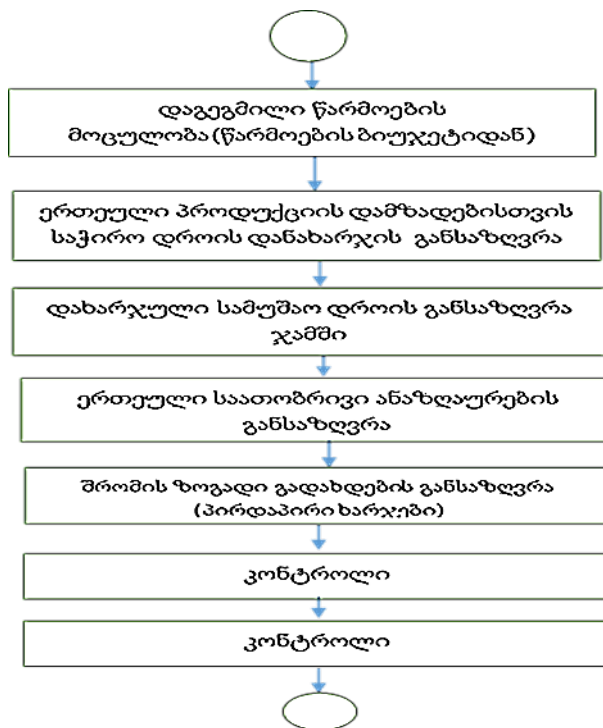 დაგეგმილი წარმოების
მოცულობა (წარმოების ბიუჯეტიდან)
ერთეული პროდუქციის დამზადებისთვის
საჭირო დროის დანახარჯის განსაზღვრა
დახარჯული სამუშაო დროის განსაზღვრა
ჯამში
ერთეული საათობრივი ანაზღაურების
განსაზღვრა
შრომის ზოგადი გადახდების განსაზღვრა
(პირდაპირი ხარჯები)
კონტროლი
კონტროლი